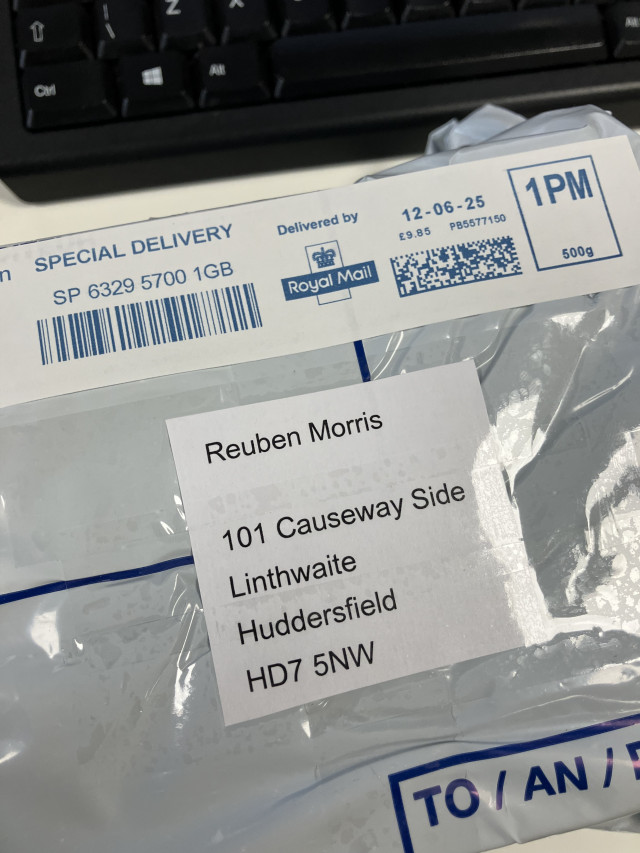 Ctrl
Alt
Z
SPECIAL DELIVERY
SP 6329 5700 1GB
Delivered by
Royal Mail
12-06-25
£9.85 PB5577150
1PM
500g
Reuben Morris
101 Causeway Side
Linthwaite
Huddersfield
HD7 5NW
TO / AN /